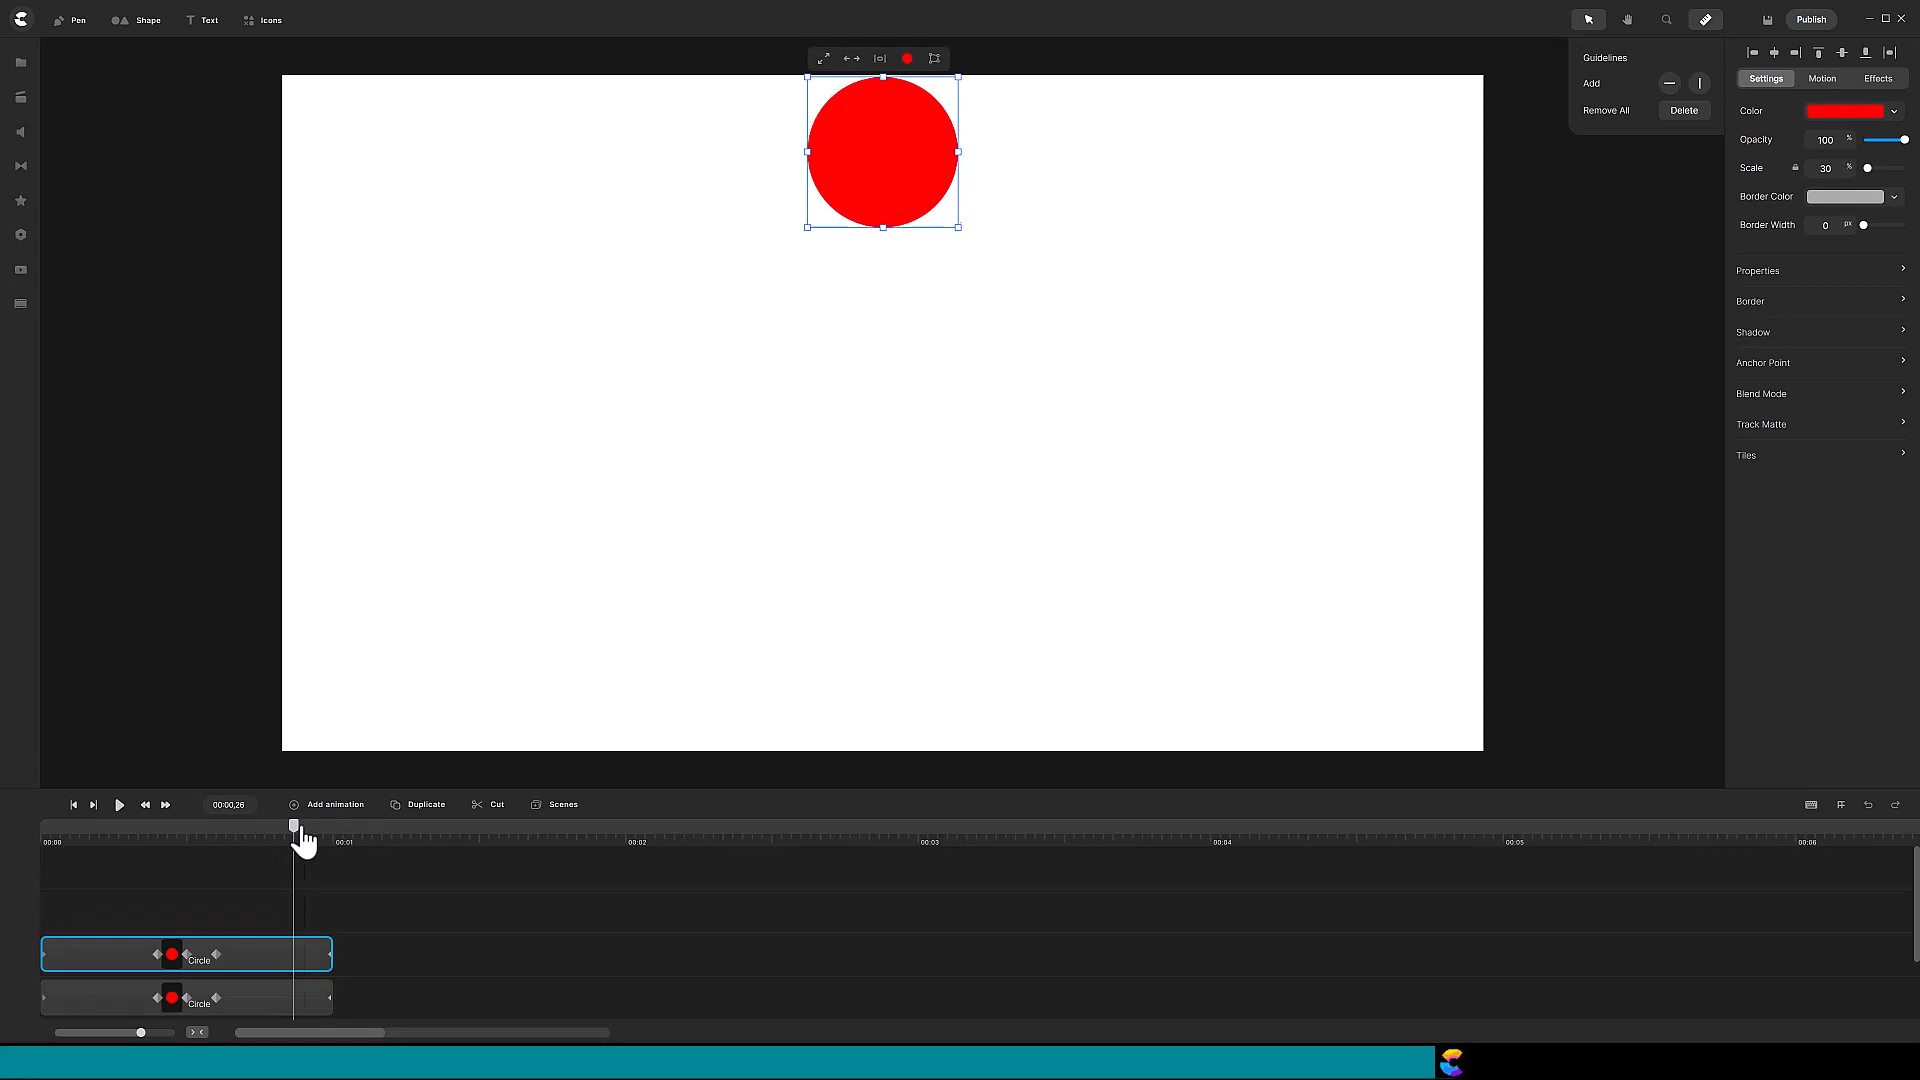 Pen Shape Text Icons Publish
Guidelines
Add
Remove All Delete
Settings Motion Effects
Color
Opacity 100 %
Scale 30 %
Border Color
Border Width 0 px
Properties
Border
Shadow
Anchor Point
Blend Mode
Track Matte
Tiles
00:00,26 Add animation Duplicate Cut Scenes
00:00 00:01 00:02 00:03 00:04 00:05 00:06
Circle
Circle